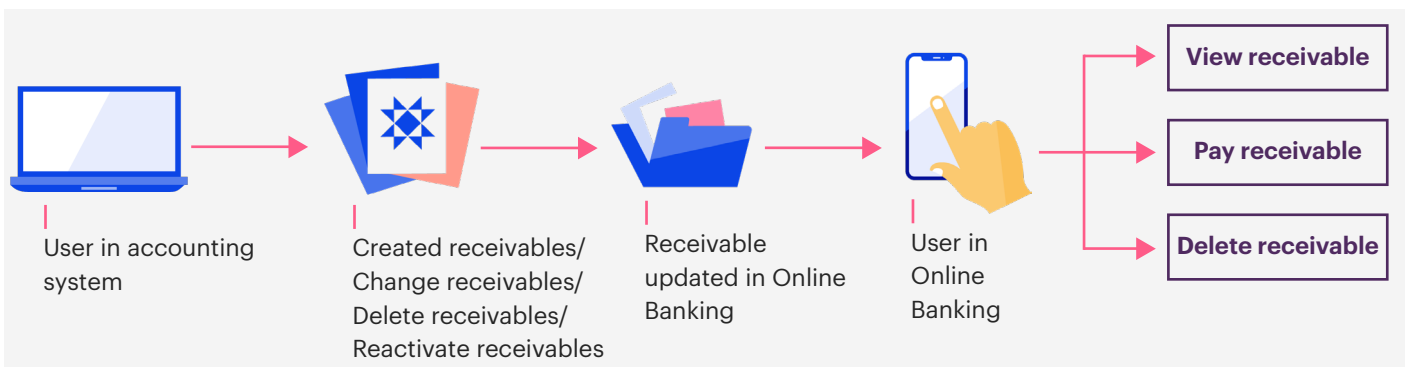 User in accounting
system
Created receivables/
Change receivables/
Delete receivables/
Reactivate receivables
Receivable
updated in Online
Banking
User in
Online
Banking
View receivable
Pay receivable
Delete receivable